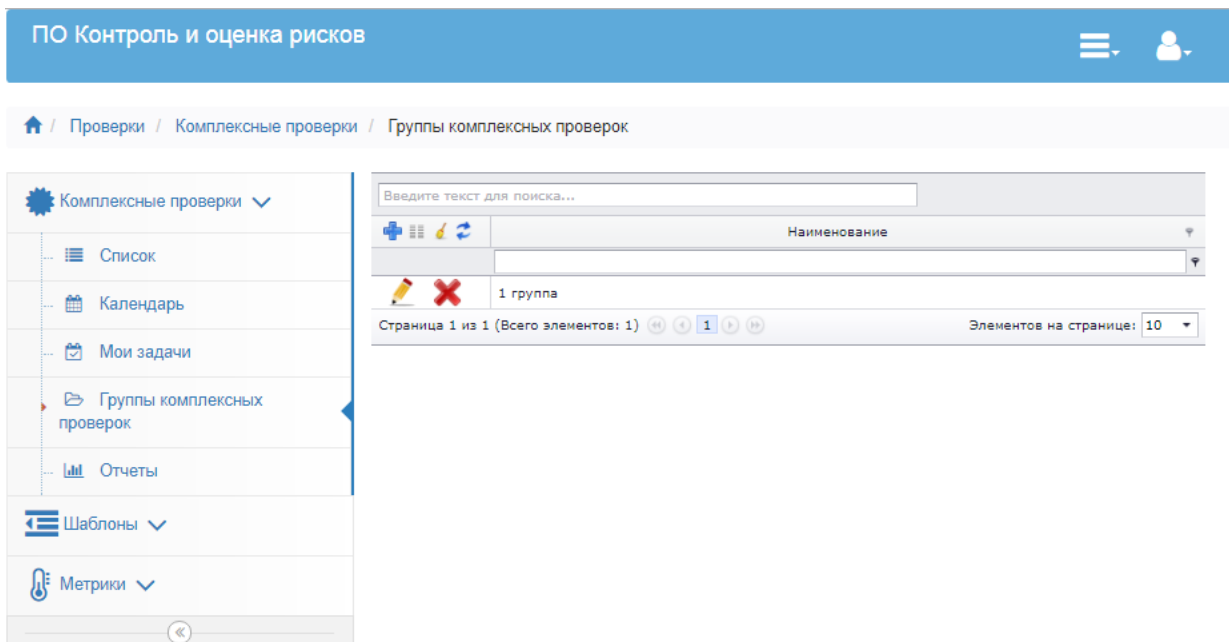 ПО Контроль и оценка рисков
/ Проверки / Комплексные проверки / Группы комплексных проверок
Комплексные проверки
Список
Календарь
Мои задачи
Группы комплексных
проверок
Отчеты
Шаблоны
Метрики
Введите текст для поиска...
Наименование
1 группа
Страница 1 из 1 (Всего элементов: 1) 1 Элементов на странице: 10